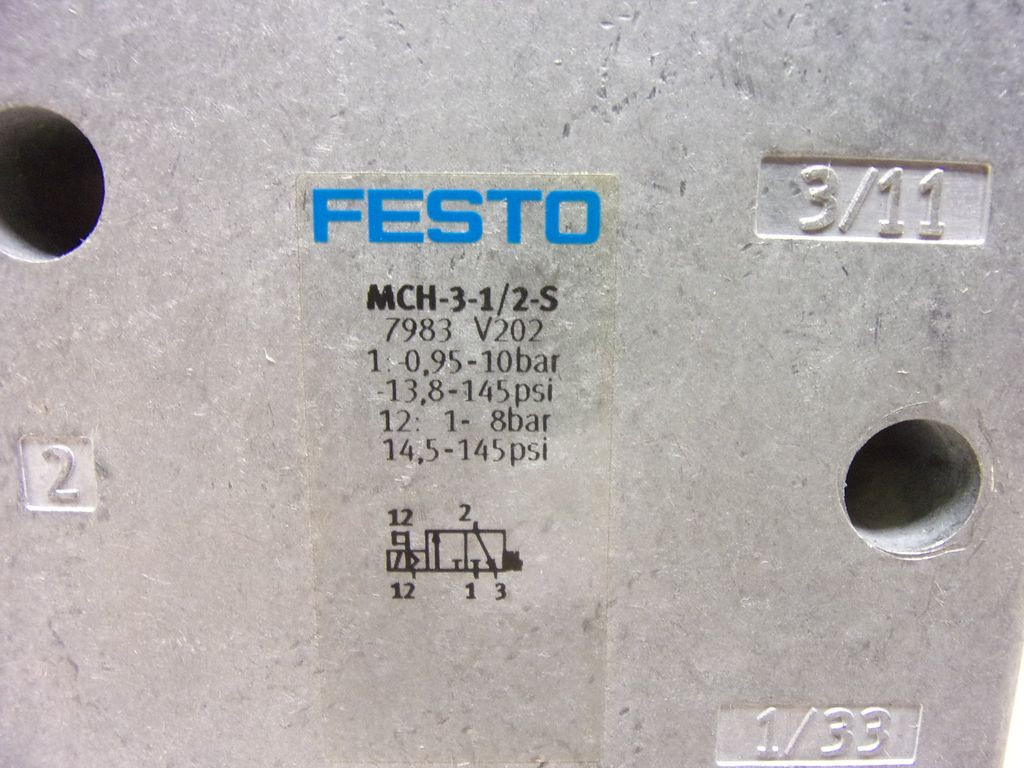 FESTO
3/11
MCH-3-1/2-S
7983 V202
1: -0,95-10bar
-13,8-145psi
12: 1- 8bar
14,5-145psi
2
12 2
12 1 3
1/33